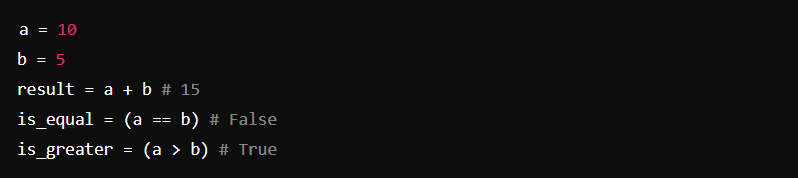 a = 10
b = 5
result = a + b # 15
is_equal = (a == b) # False
is_greater = (a > b) # True